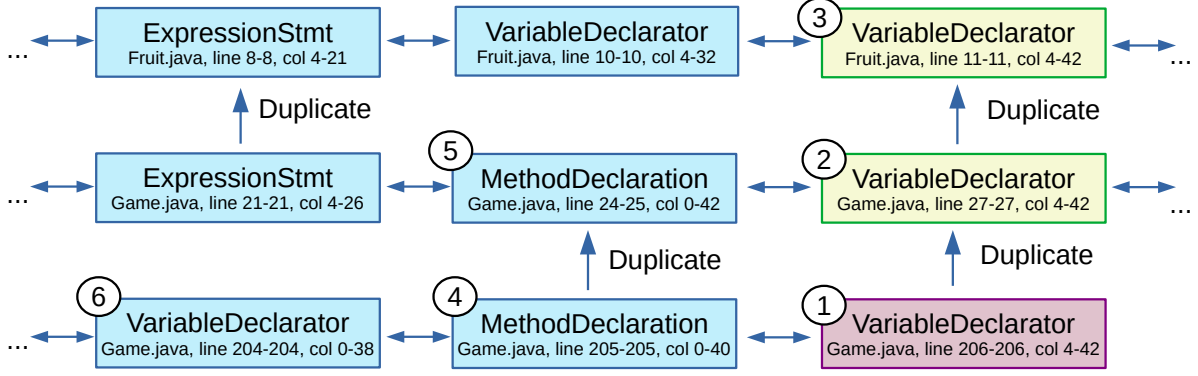 ...
ExpressionStmt
Fruit.java, line 8-8, col 4-21
VariableDeclarator
Fruit.java, line 10-10, col 4-32
3
VariableDeclarator
Fruit.java, line 11-11, col 4-42
...
Duplicate
Duplicate
...
ExpressionStmt
Game.java, line 21-21, col 4-26
5
MethodDeclaration
Game.java, line 24-25, col 0-42
2
VariableDeclarator
Game.java, line 27-27, col 4-42
...
Duplicate
Duplicate
...
6
VariableDeclarator
Game.java, line 204-204, col 0-38
4
MethodDeclaration
Game.java, line 205-205, col 0-40
1
VariableDeclarator
Game.java, line 206-206, col 4-42